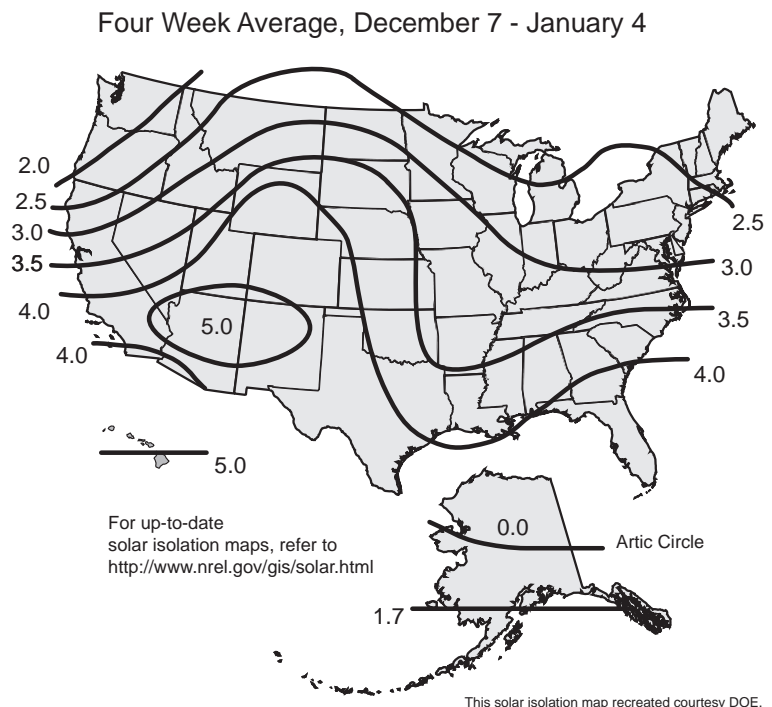 Four Week Average, December 7 - January 4
2.0
2.5
3.0
3.5
4.0
5.0
4.0
2.5
3.0
3.5
4.0
5.0
For up-to-date
solar isolation maps, refer to
http://www.nrel.gov/gis/solar.html
0.0
Artic Circle
1.7
This solar isolation map recreated courtesy DOE.